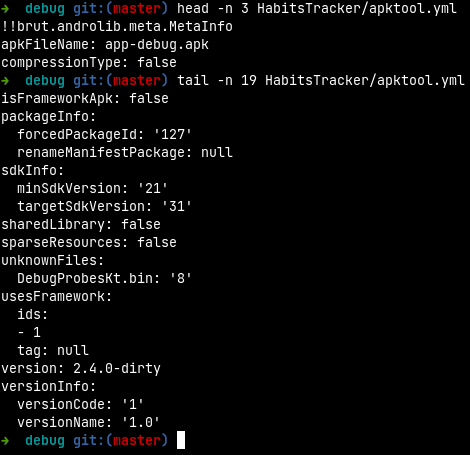 ➜  debug git:(master) head -n 3 HabitsTracker/apktool.yml
!!brut.androlib.meta.MetaInfo
apkFileName: app-debug.apk
compressionType: false
➜  debug git:(master) tail -n 19 HabitsTracker/apktool.yml
isFrameworkApk: false
packageInfo:
  forcedPackageId: '127'
  renameManifestPackage: null
sdkInfo:
  minSdkVersion: '21'
  targetSdkVersion: '31'
sharedLibrary: false
sparseResources: false
unknownFiles:
  DebugProbesKt.bin: '8'
usesFramework:
  ids:
  - 1
  tag: null
version: 2.4.0-dirty
versionInfo:
  versionCode: '1'
  versionName: '1.0'
➜  debug git:(master)